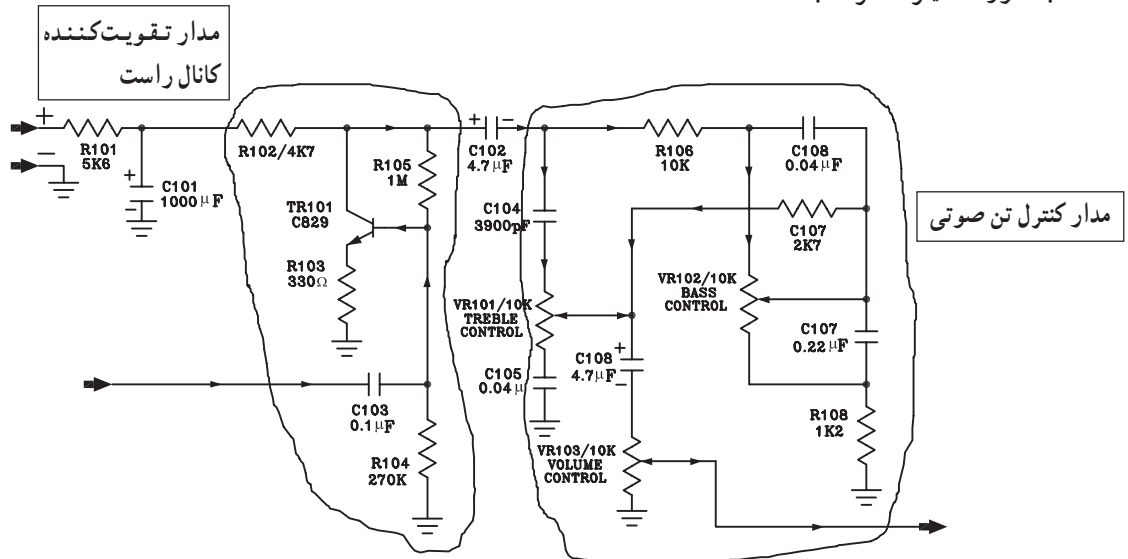 مدار تقویت‌کننده
کانال راست
+
R101
5K6
−
+
C101
1000μF
−
R102/4K7
R105
1M
TR101
C829
R103
330Ω
C103
0.1μF
R104
270K
+ −
C102
4.7μF
R106
10K
C108
0.04μF
C104
3900pF
C107
2K7
VR101/10K
TREBLE
CONTROL
VR102/10K
BASS
CONTROL
C107
0.22μF
C105
0.04μ
+
C108
4.7μF
−
R108
1K2
VR103/10K
VOLUME
CONTROL
مدار کنترل تن صوتی